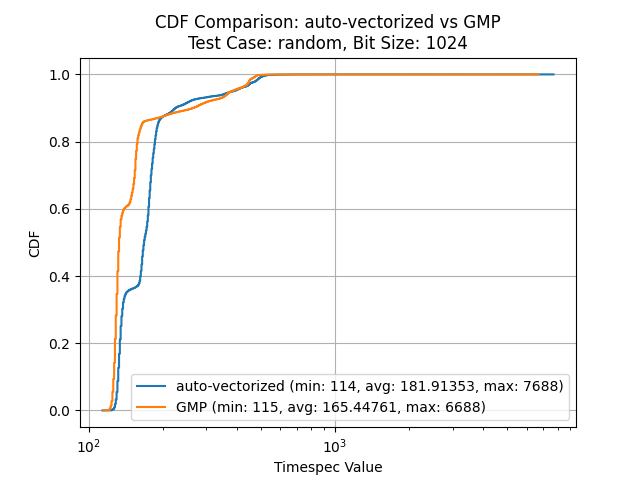 CDF Comparison: auto-vectorized vs GMP
Test Case: random, Bit Size: 1024
CDF
1.0
0.8
0.6
0.4
0.2
0.0
auto-vectorized (min: 114, avg: 181.91353, max: 7688)
GMP (min: 115, avg: 165.44761, max: 6688)
10² 10³
Timespec Value